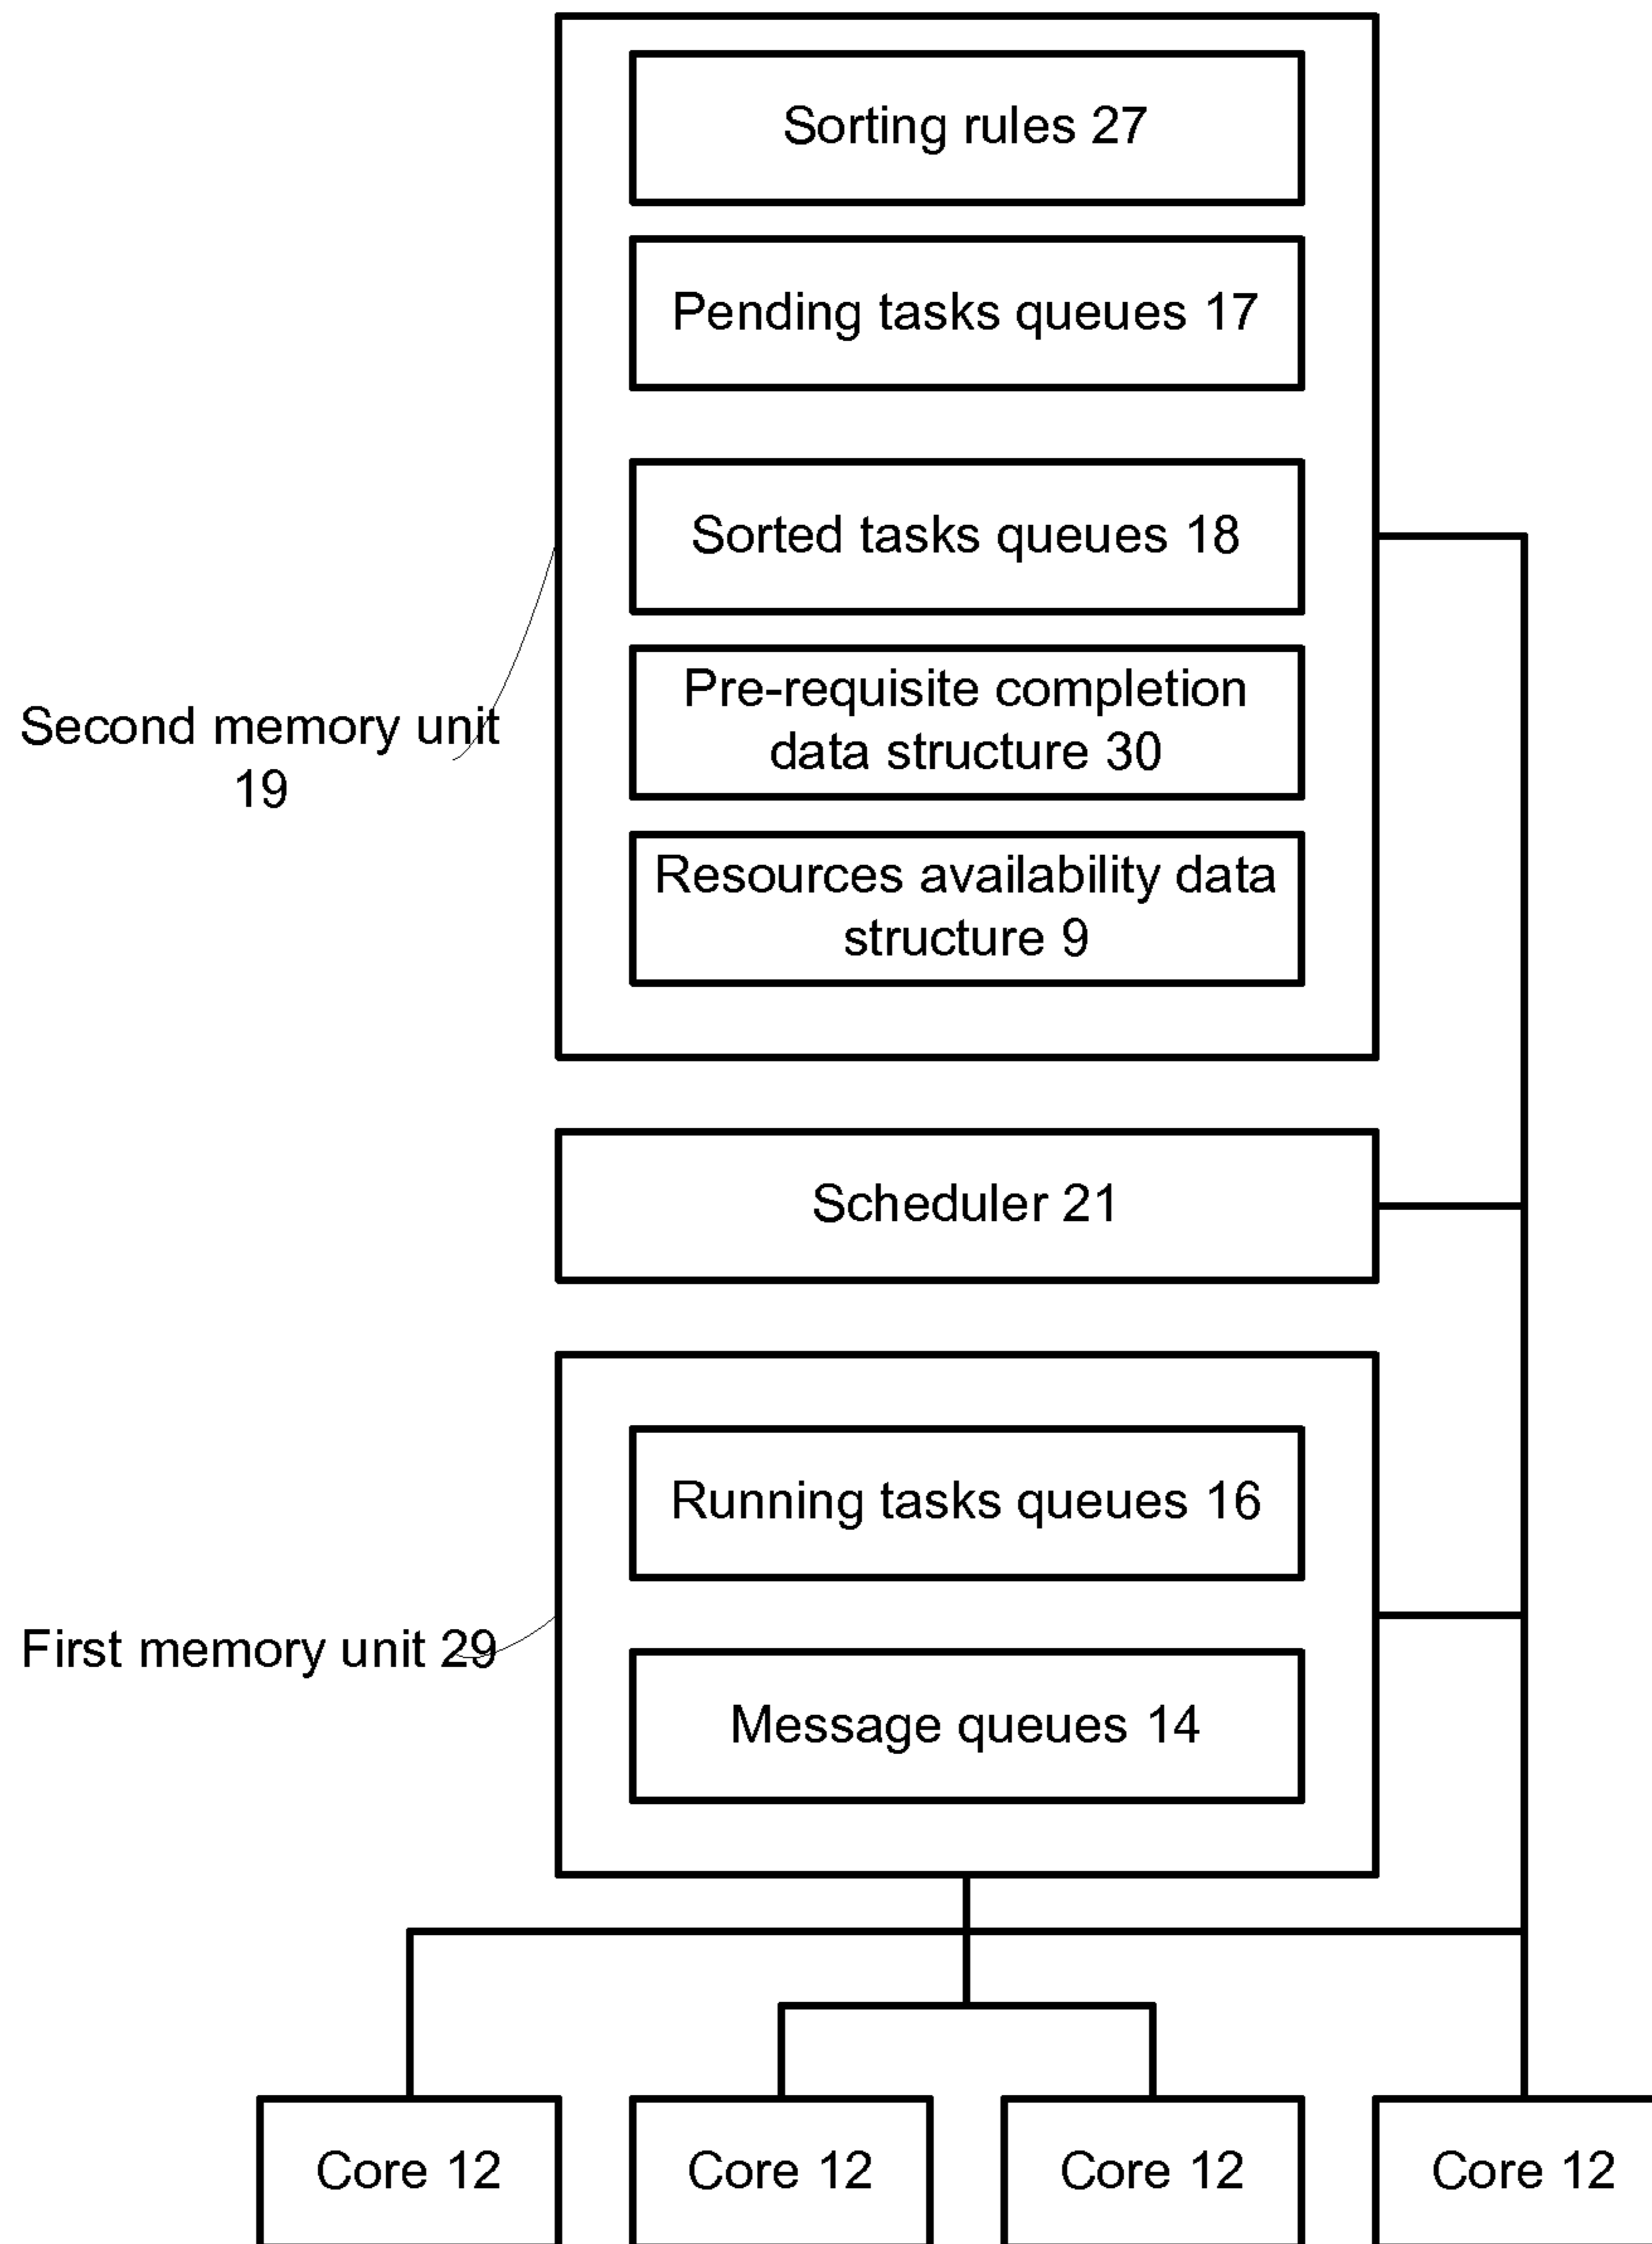 Sorting rules 27
Pending tasks queues 17
Sorted tasks queues 18
Pre-requisite completion
data structure 30
Second memory unit
19
Resources availability data
structure 9
Scheduler 21
Running tasks queues 16
First memory unit 29
Message queues 14
Core 12
Core 12
Core 12
Core 12